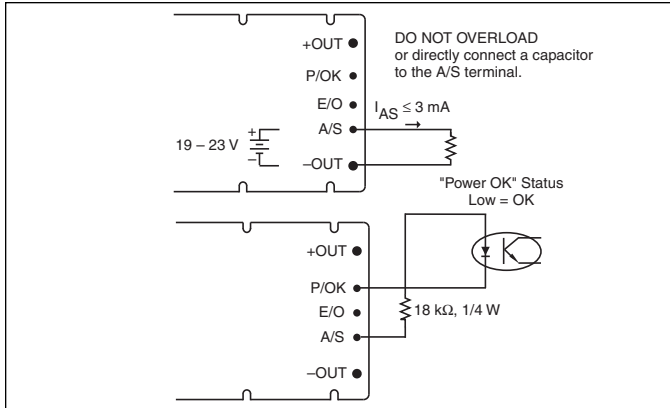 +OUT
DO NOT OVERLOAD
or directly connect a capacitor
to the A/S terminal.
P/OK
E/O
IAS ≤ 3 mA
A/S
19 – 23 V
+
–
–OUT
"Power OK" Status
Low = OK
+OUT
P/OK
E/O
18 kΩ, 1/4 W
A/S
–OUT